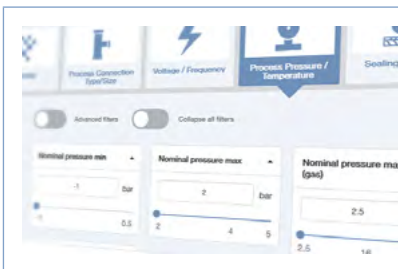 Process Connection
Type/Size
Voltage / Frequency
Process Pressure /
Temperature
Sealing
Advanced filters
Collapse all filters
Nominal pressure min
-1
bar
-1
0.5
Nominal pressure max
2
bar
2
4
5
Nominal pressure ma
(gas)
2.5
2.5
16